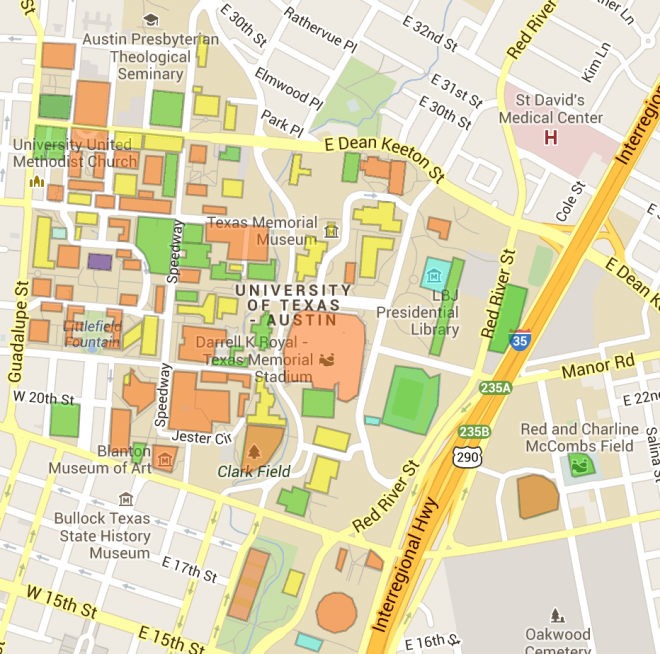 St
E 30th St
Rathervue Pl
E 32nd St
Red River
Kim Ln
Austin Presbyterian
Theological
Seminary
Elmwood Pl
E 31st St
E 30th St
Park Pl
St David's
Medical Center
H
Interregion
University United
Methodist Church
E Dean Keeton St
Cole St
Speedway
Texas Memorial
Museum
E Dean Ke
UNIVERSITY
OF TEXAS
- AUSTIN
LBJ
Presidential
Library
Red River St
Guadalupe St
Littlefield
Fountain
Darrell K Royal -
Texas Memorial
Stadium
35
Manor Rd
235A
W 20th St
Speedway
E 22n
Jester Cir
235B
290
Red and Charline
McCombs Field
Salina St
Blanton
Museum of Art
Clark Field
Red River St
Bullock Texas
State History
Museum
Interregional Hwy
E 17th St
W 15th St
E 15th St
E 16th St
Oakwood
Cemetery